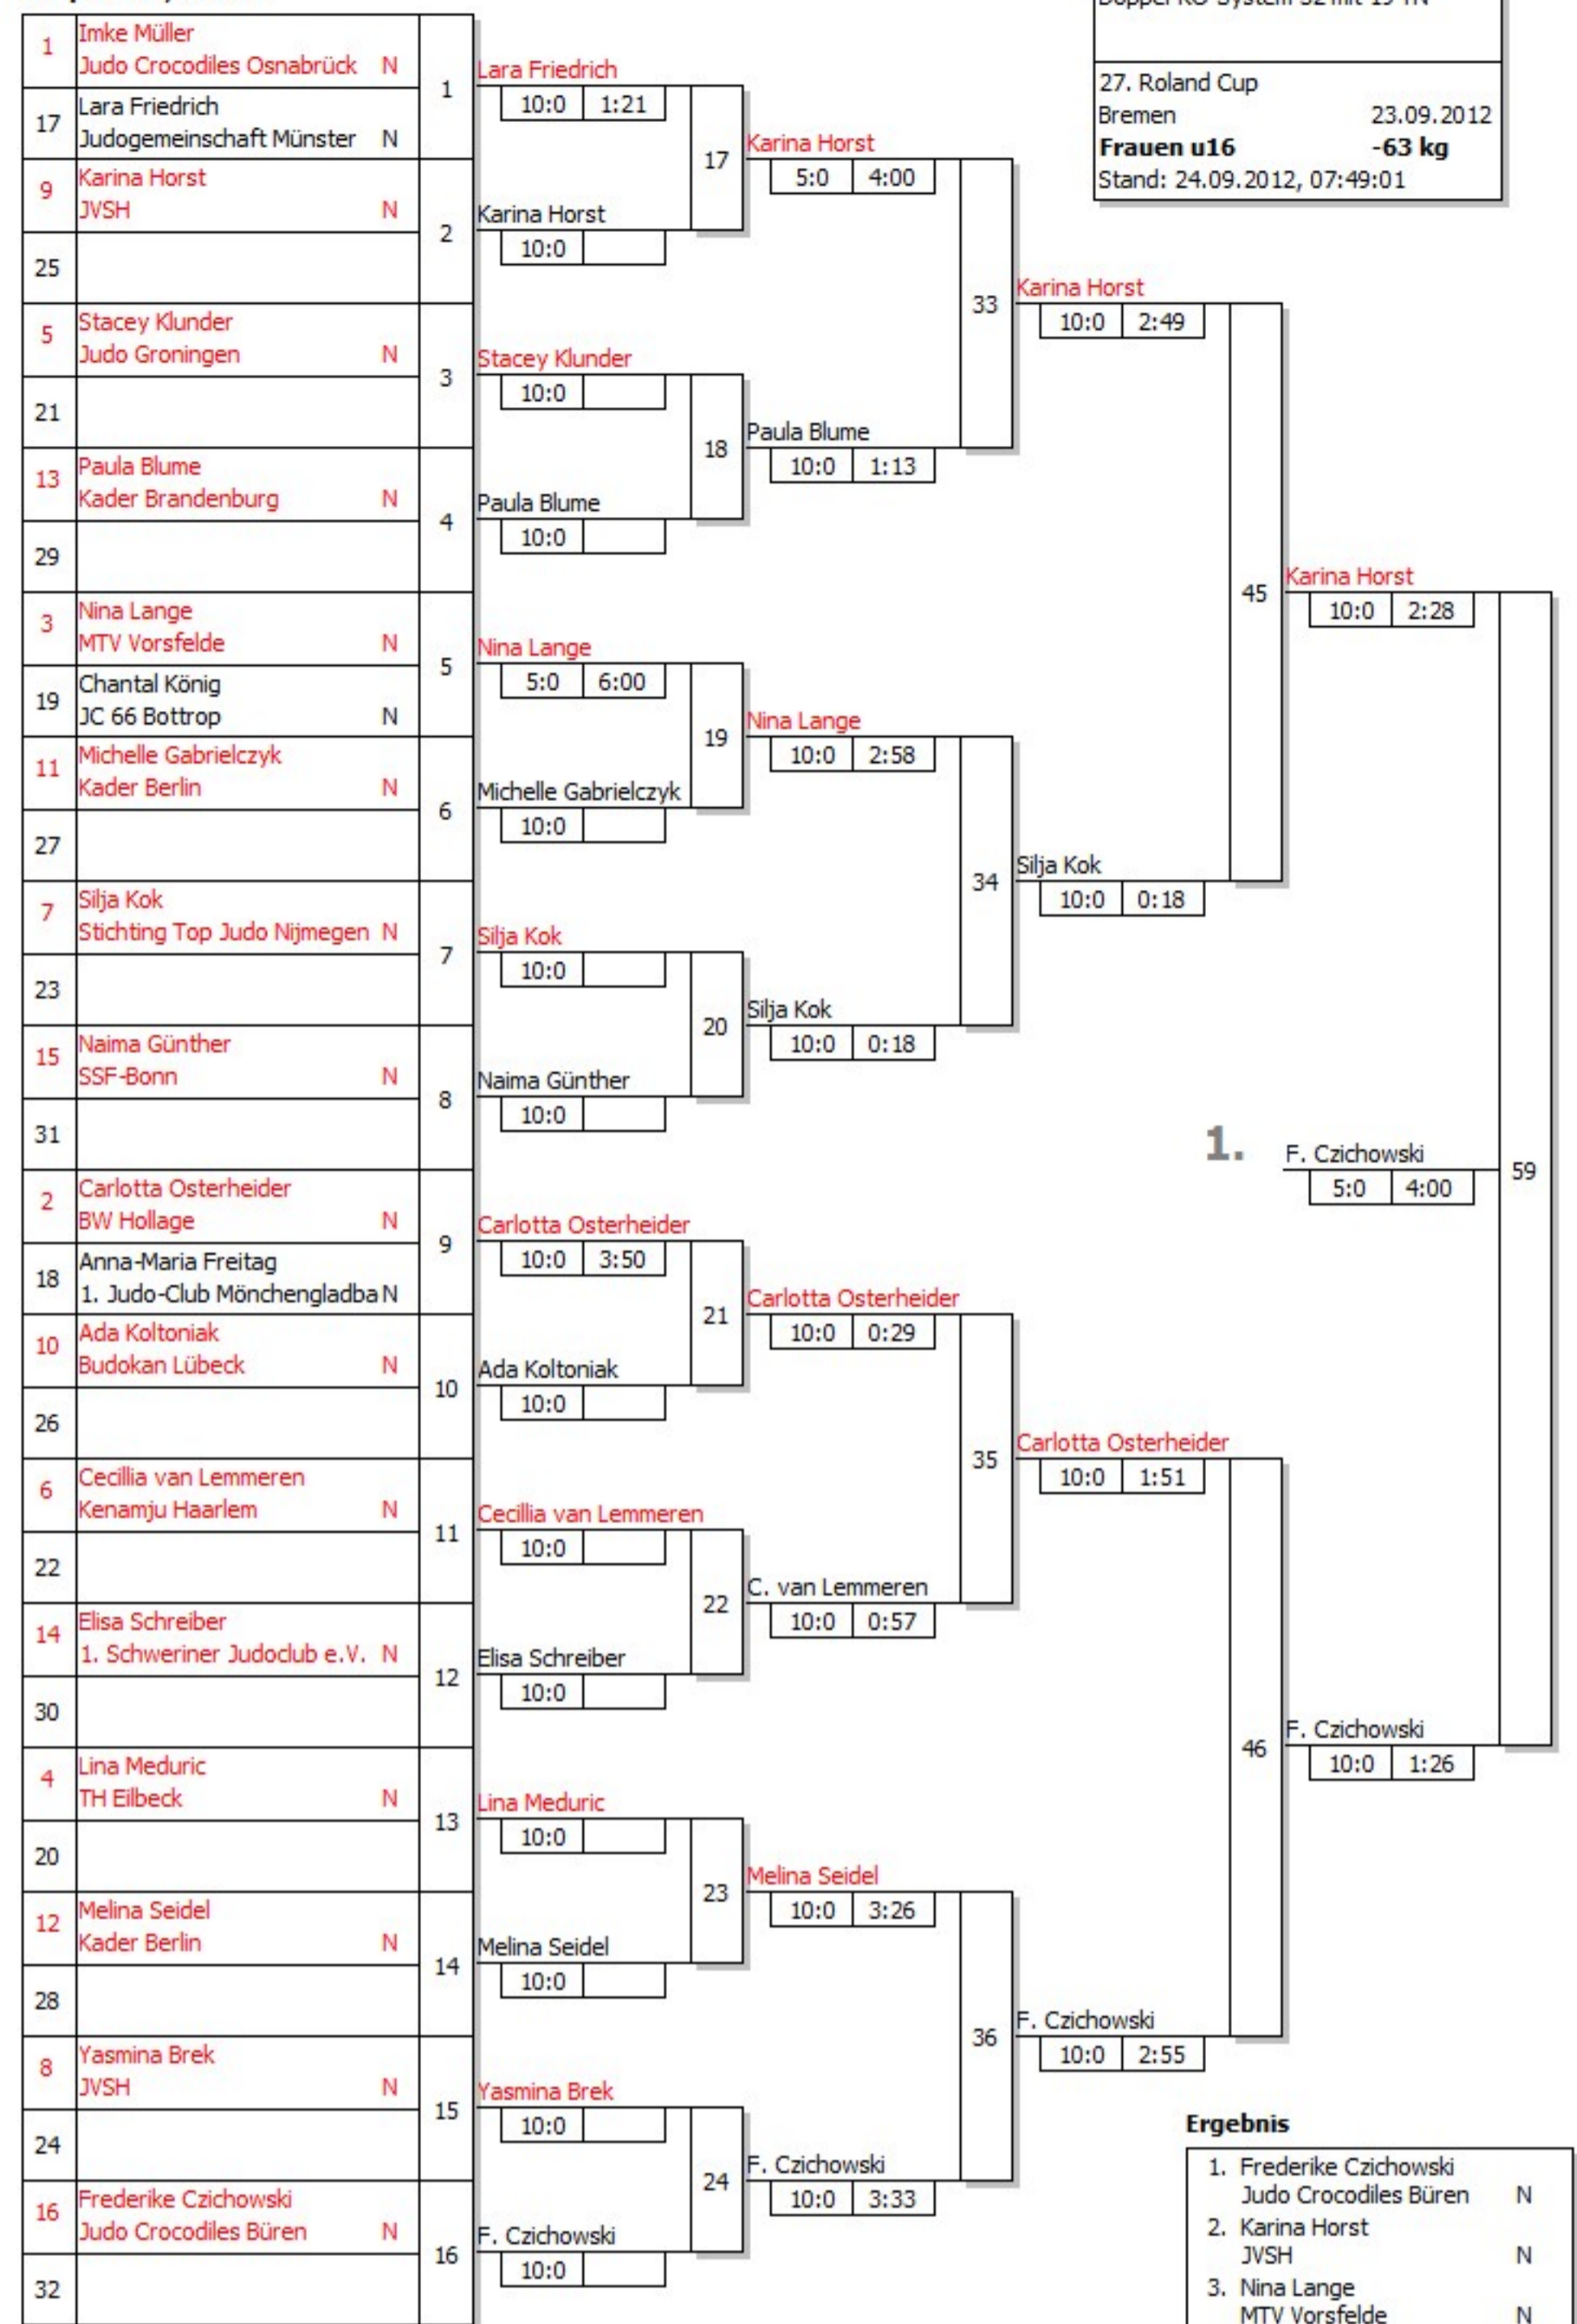 27. Roland Cup
Bremen 23.09.2012
Frauen u16 -63 kg
Stand: 24.09.2012, 07:49:01
1 Imke Müller
Judo Crocodiles Osnabrück N
17 Lara Friedrich
Judogemeinschaft Münster N
9 Karina Horst
JVSH N
25
5 Stacey Klunder
Judo Groningen N
21
13 Paula Blume
Kader Brandenburg N
29
3 Nina Lange
MTV Vorsfelde N
19 Chantal König
JC 66 Bottrop N
11 Michelle Gabrielczyk
Kader Berlin N
27
7 Silja Kok
Stichting Top Judo Nijmegen N
23
15 Naima Günther
SSF-Bonn N
31
2 Carlotta Osterheider
BW Hollage N
18 Anna-Maria Freitag
1. Judo-Club Mönchengladba N
10 Ada Koltoniak
Budokan Lübeck N
26
6 Cecillia van Lemmeren
Kenamju Haarlem N
22
14 Elisa Schreiber
1. Schweriner Judoclub e.V. N
30
4 Lina Meduric
TH Eilbeck N
20
12 Melina Seidel
Kader Berlin N
28
8 Yasmina Brek
JVSH N
24
16 Frederike Czichowski
Judo Crocodiles Büren N
32
1 Lara Friedrich
10:0 1:21
2 Karina Horst
10:0
3 Stacey Klunder
10:0
4 Paula Blume
10:0
5 Nina Lange
5:0 6:00
6 Michelle Gabrielczyk
10:0
7 Silja Kok
10:0
8 Naima Günther
10:0
9 Carlotta Osterheider
10:0 3:50
10 Ada Koltoniak
10:0
11 Cecillia van Lemmeren
10:0
12 Elisa Schreiber
10:0
13 Lina Meduric
10:0
14 Melina Seidel
10:0
15 Yasmina Brek
10:0
16 F. Czichowski
10:0
17 Karina Horst
5:0 4:00
18 Paula Blume
10:0 1:13
19 Nina Lange
10:0 2:58
20 Silja Kok
10:0 0:18
21 Carlotta Osterheider
10:0 0:29
22 C. van Lemmeren
10:0 0:57
23 Melina Seidel
10:0 3:26
24 F. Czichowski
10:0 3:33
33 Karina Horst
10:0 2:49
34 Silja Kok
10:0 0:18
35 Carlotta Osterheider
10:0 1:51
36 F. Czichowski
10:0 2:55
45 Karina Horst
10:0 2:28
46 F. Czichowski
10:0 1:26
1. F. Czichowski 59
5:0 4:00
Ergebnis
1. Frederike Czichowski
Judo Crocodiles Büren N
2. Karina Horst
JVSH N
3. Nina Lange
MTV Vorsfelde N